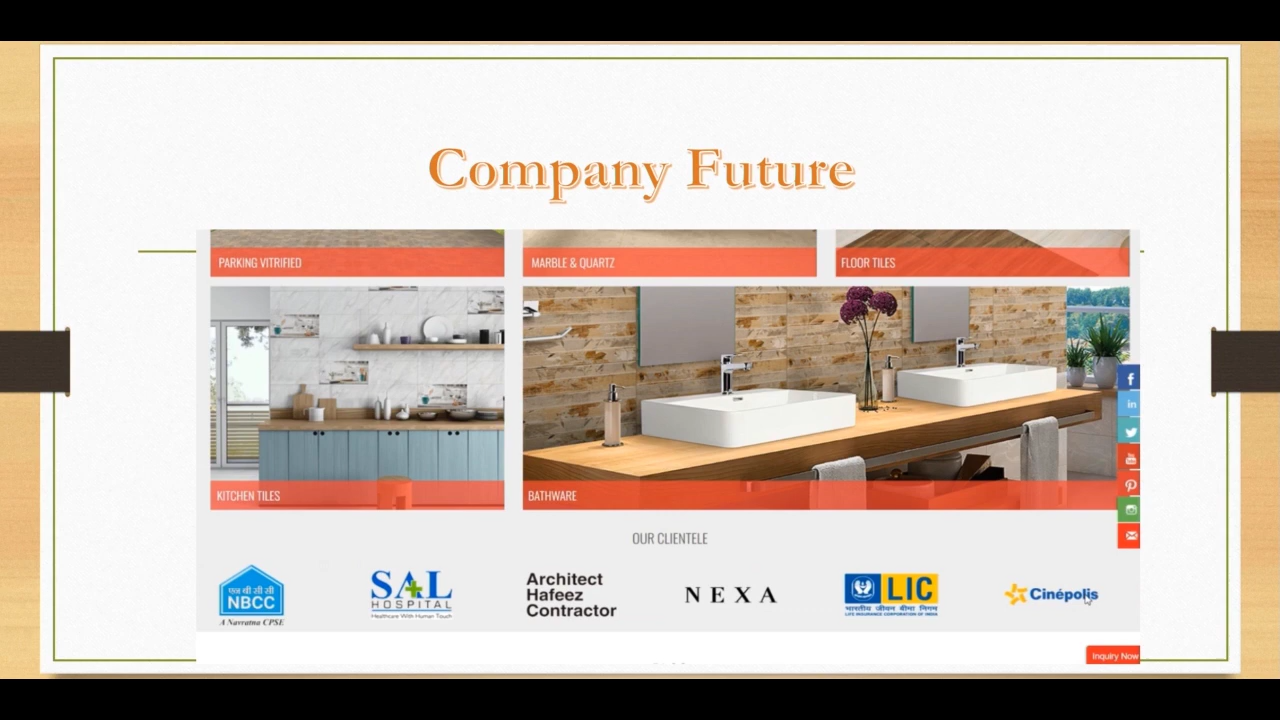 Company Future
PARKING VITRIFIED
MARBLE & QUARTZ
FLOOR TILES
KITCHEN TILES
BATHWARE
OUR CLIENTELE
एन बी सी सी
NBCC
A Navratna CPSE
SAL
HOSPITAL
Healthcare With Human Touch
Architect
Hafeez
Contractor
NEXA
LIC
भारतीय जीवन बीमा निगम
LIFE INSURANCE CORPORATION OF INDIA
Cinépolis
Inquiry Now